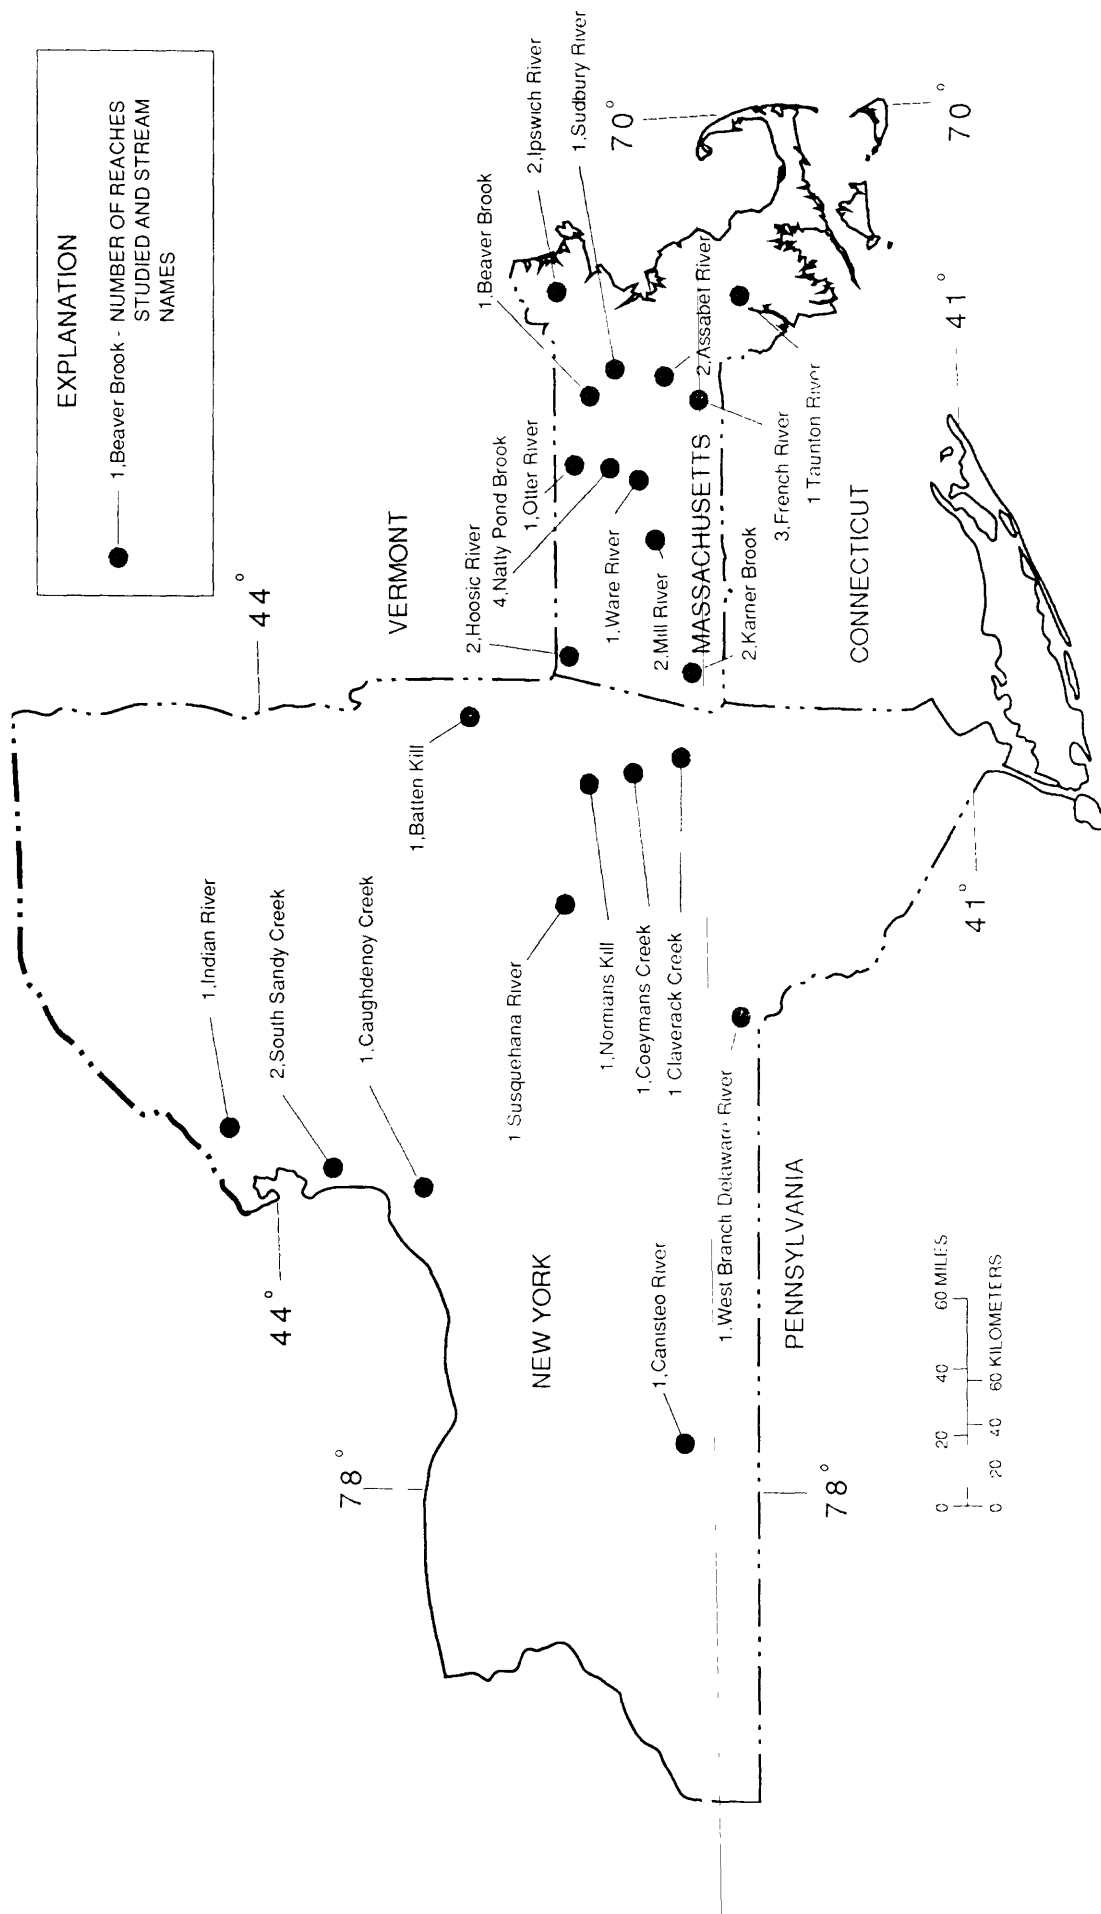 EXPLANATION
1,Beaver Brook - NUMBER OF REACHES
STUDIED AND STREAM
NAMES
44°
44°
VERMONT
1,Indian River
2,South Sandy Creek
1,Caughdenoy Creek
1,Batten Kill
2,Hoosic River
4,Natty Pond Brook
1,Otter River
1,Beaver Brook
2,Ipswich River
1,Sudbury River
70°
78°
NEW YORK
1 Susquehana River
1,Normans Kill
1,Coeymans Creek
1 Claverack Creek
1,Ware River
2,Mill River
MASSACHUSETTS
2,Assabet River
2,Karner Brook
3,French River
1 Taunton River
1,Canisteo River
1,West Branch Delaware River
PENNSYLVANIA
CONNECTICUT
78°
41°
41°
70°
0 20 40 60 MILES
0 20 40 60 KILOMETERS